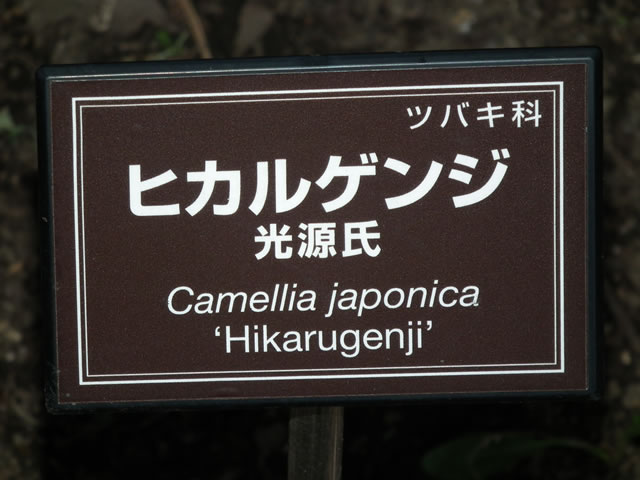 ツバキ科
ヒカルゲンジ
光源氏
Camellia japonica
‘Hikarugenji’